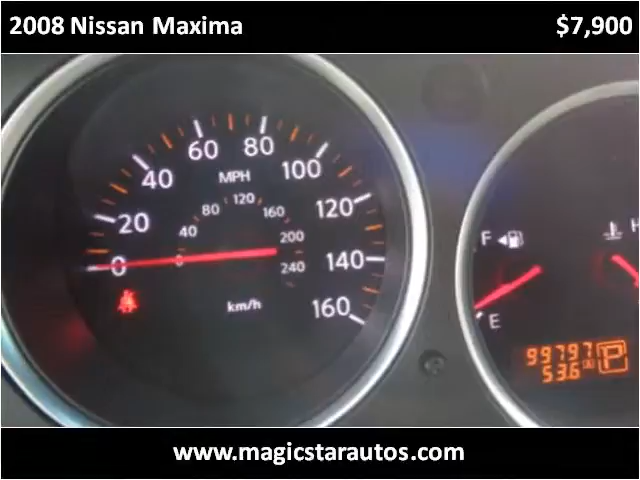 2008 Nissan Maxima $7,900
60 80
40 MPH 100
20 80 120 160 120
40 200
0 0 240 140
km/h 160
F H
E
99797 P
53.6 A
www.magicstarautos.com